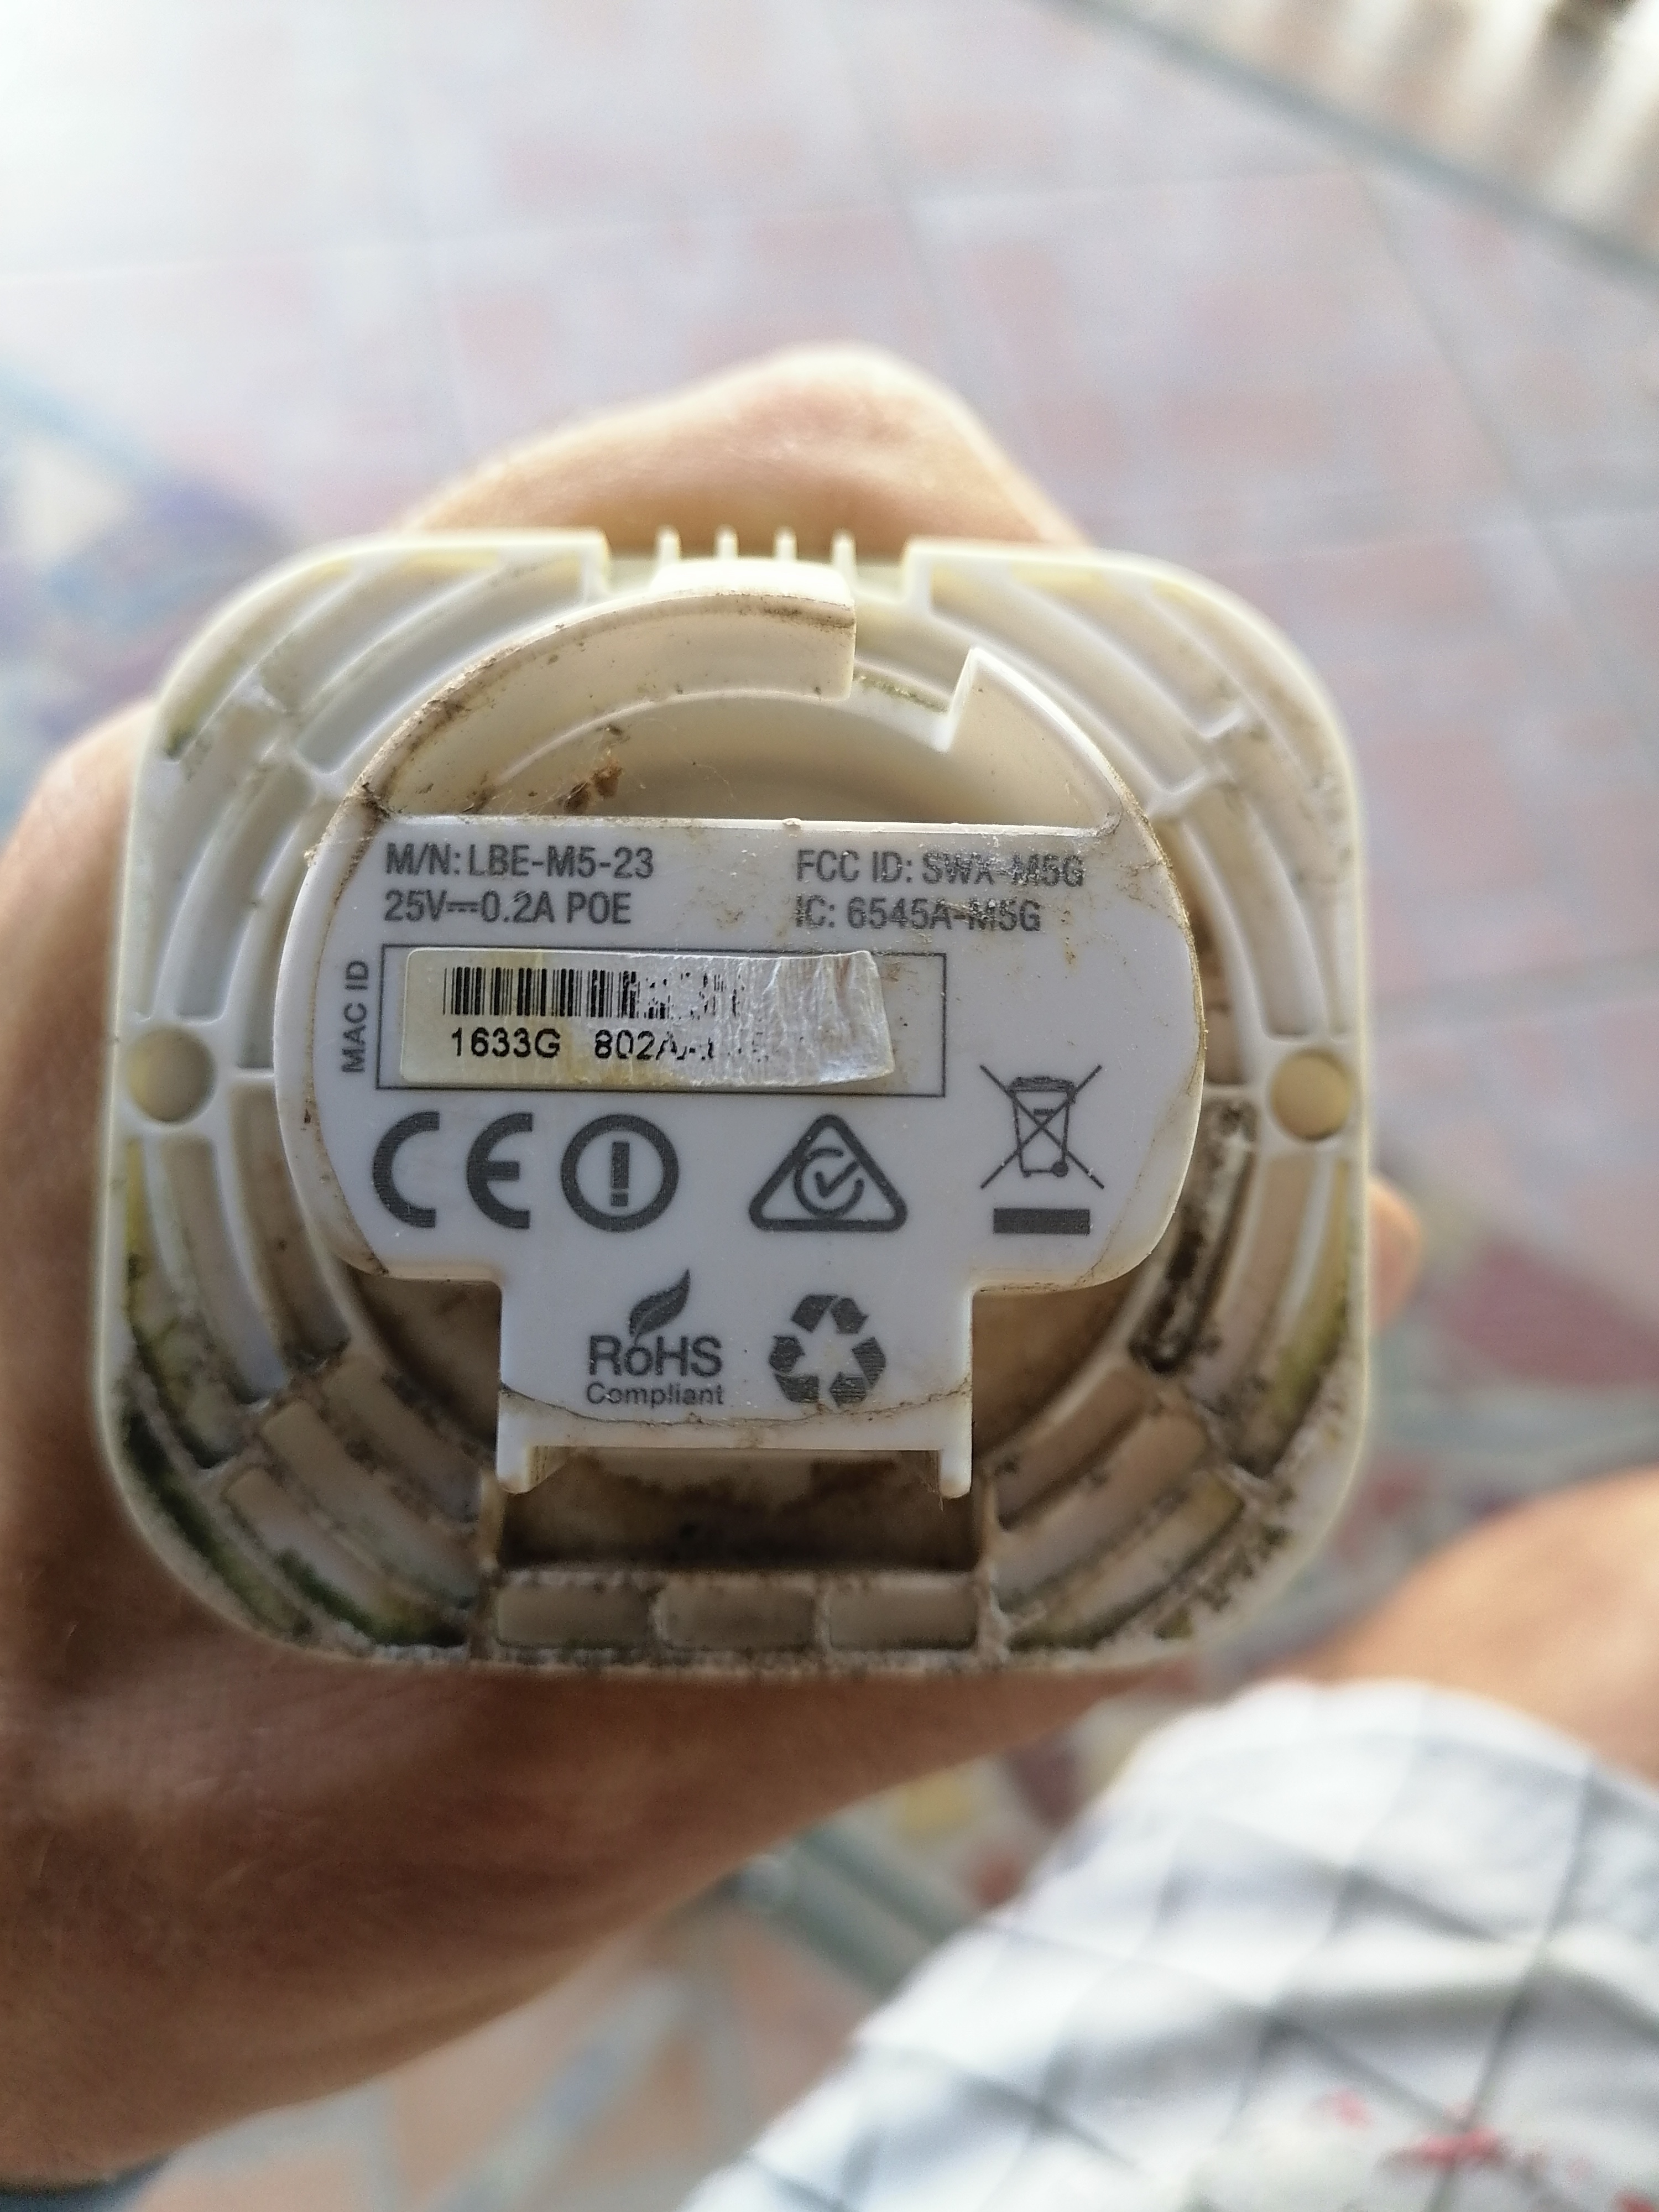 M/N: LBE-M5-23
25V⎓0.2A POE
FCC ID: SWX-M5G
IC: 6545A-M5G
MAC ID
1633G
CE
RoHS
Compliant